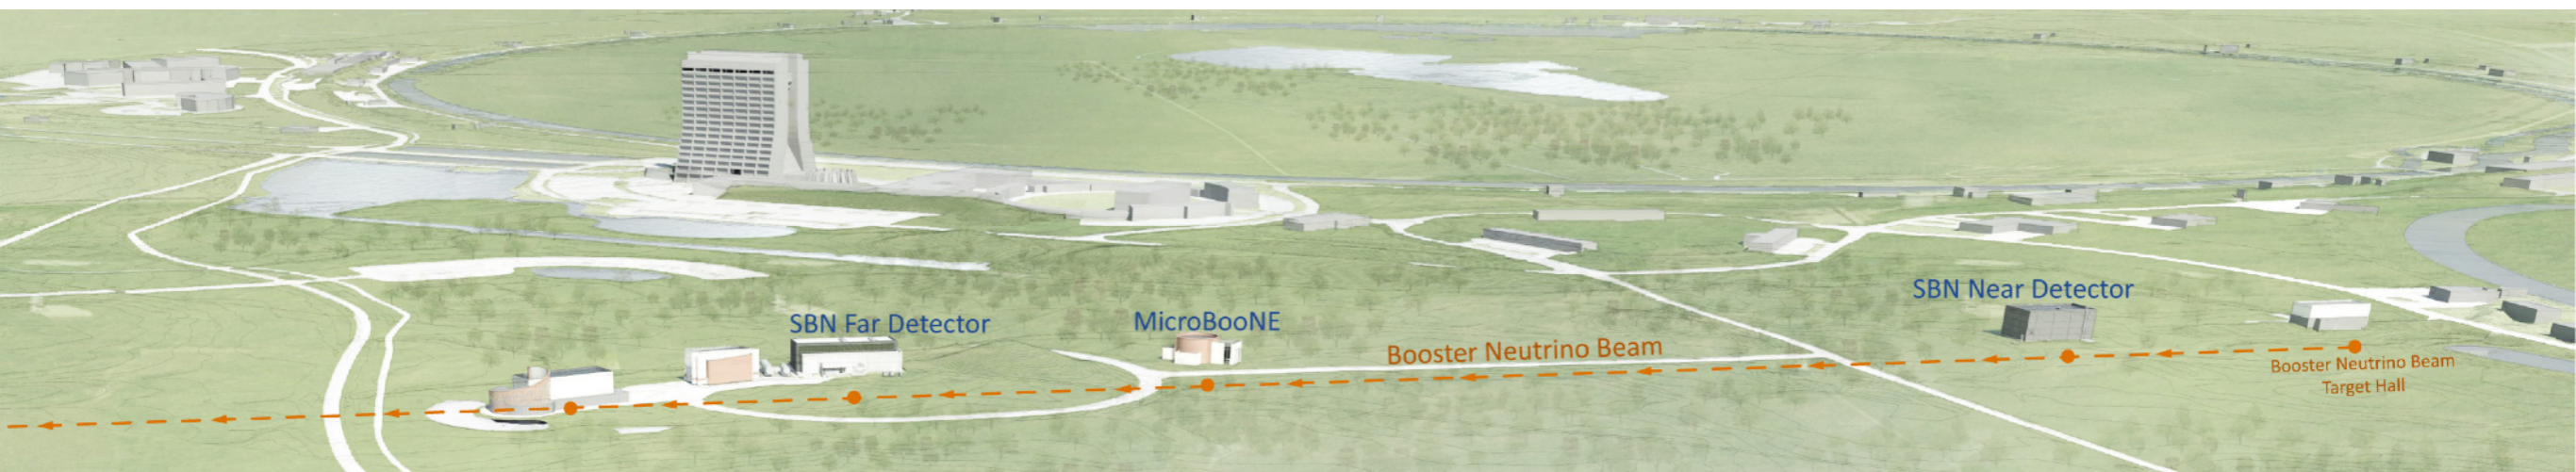 SBN Far Detector
MicroBooNE
Booster Neutrino Beam
SBN Near Detector
Booster Neutrino Beam
Target Hall